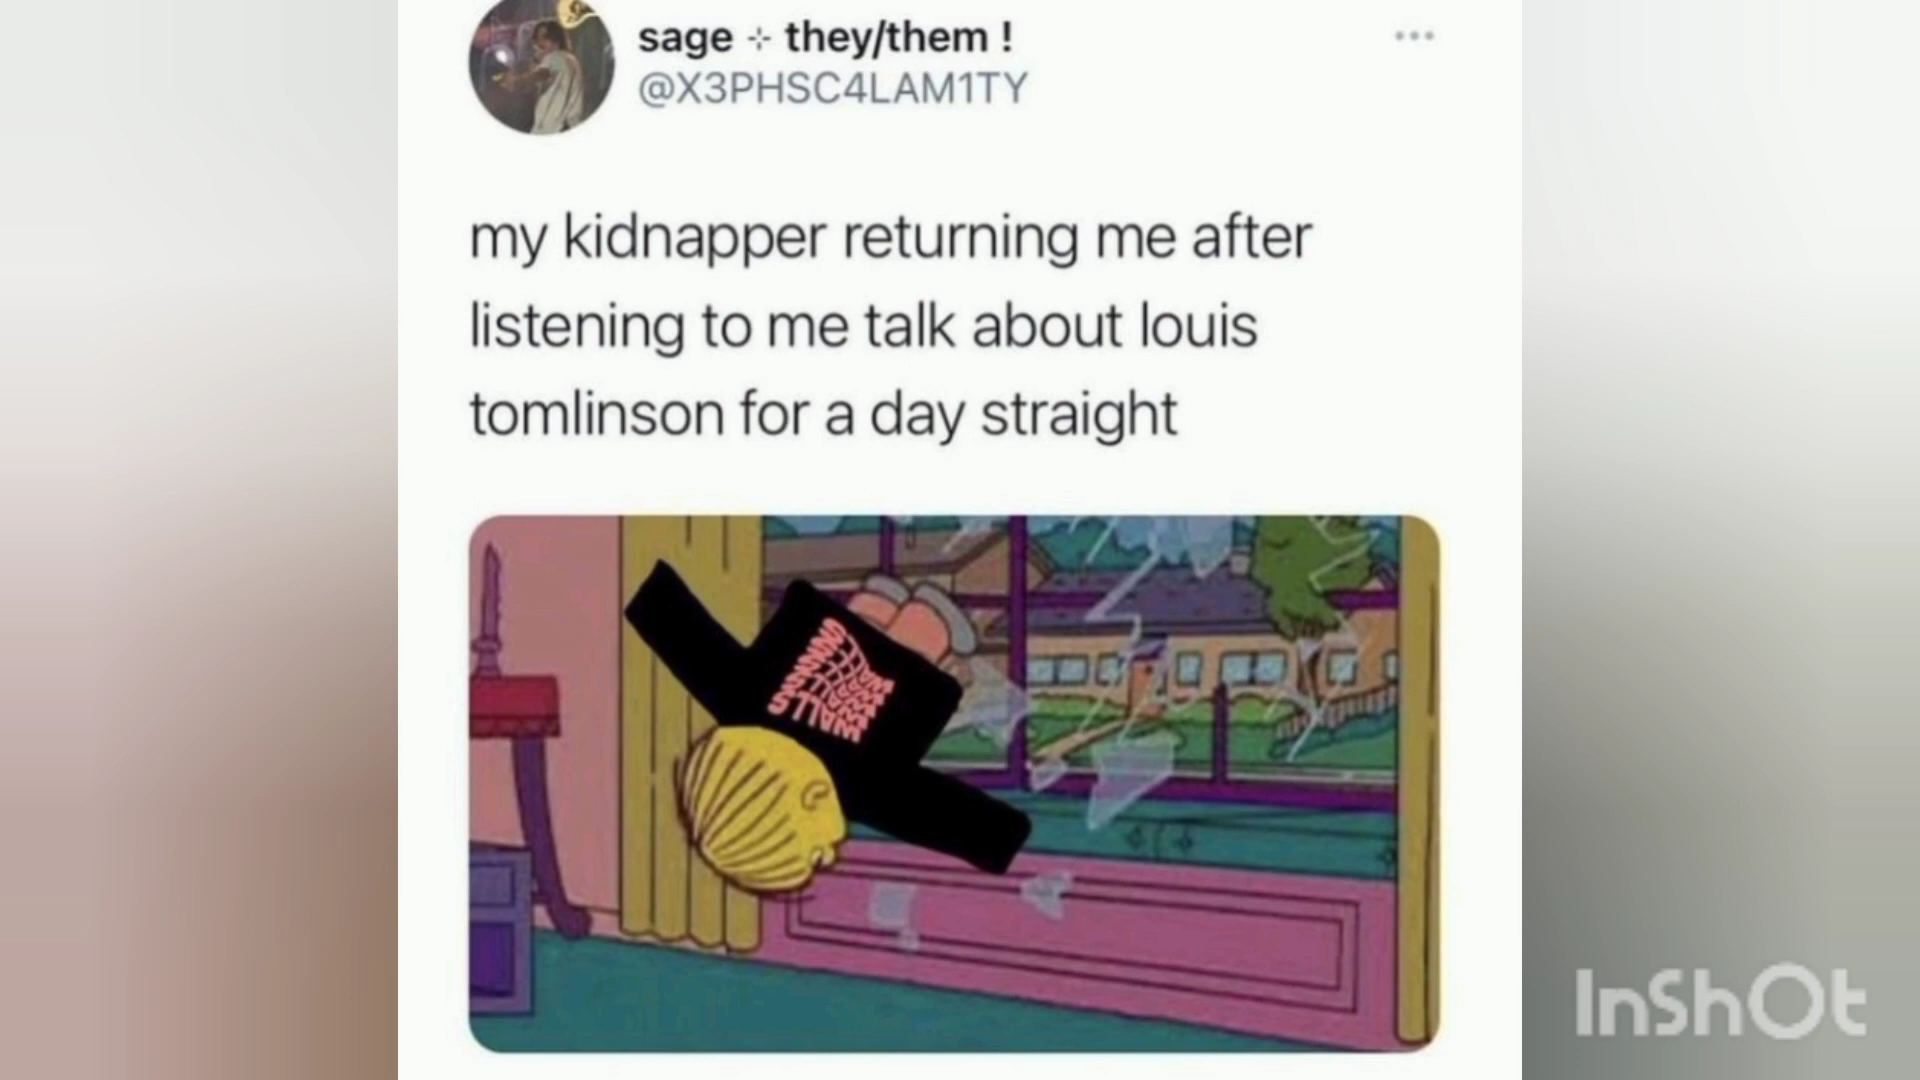 sage ⊹ they/them !
@X3PHSC4LAM1TY
my kidnapper returning me after
listening to me talk about louis
tomlinson for a day straight
WALLS
InShOt